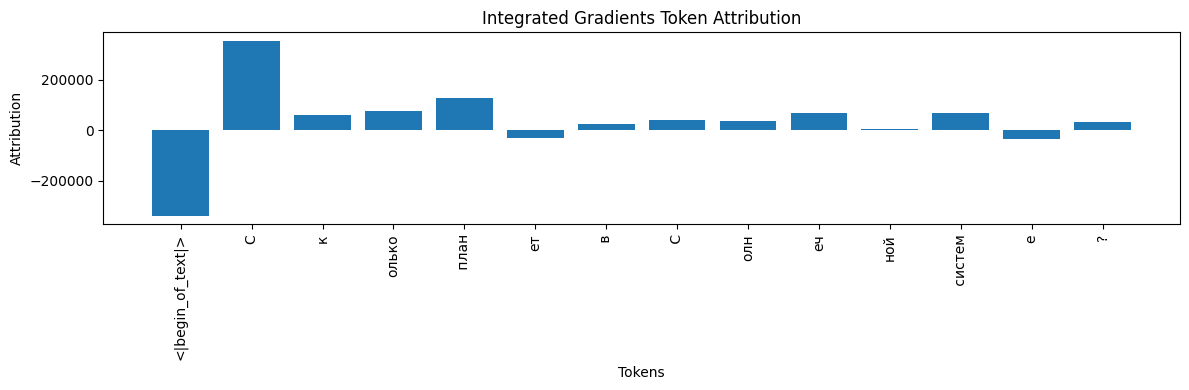 Integrated Gradients Token Attribution
Attribution
200000
0
−200000
<|begin_of_text|>
С
к
олько
план
ет
в
С
олн
еч
ной
систем
е
?
Tokens